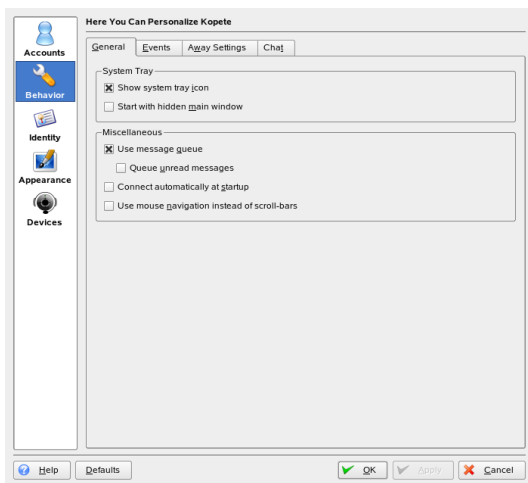 Here You Can Personalize Kopete
Accounts
Behavior
Identity
Appearance
Devices
General
Events
Away Settings
Chat
System Tray
Show system tray icon
Start with hidden main window
Miscellaneous
Use message queue
Queue unread messages
Connect automatically at startup
Use mouse navigation instead of scroll-bars
Help
Defaults
OK
Apply
Cancel